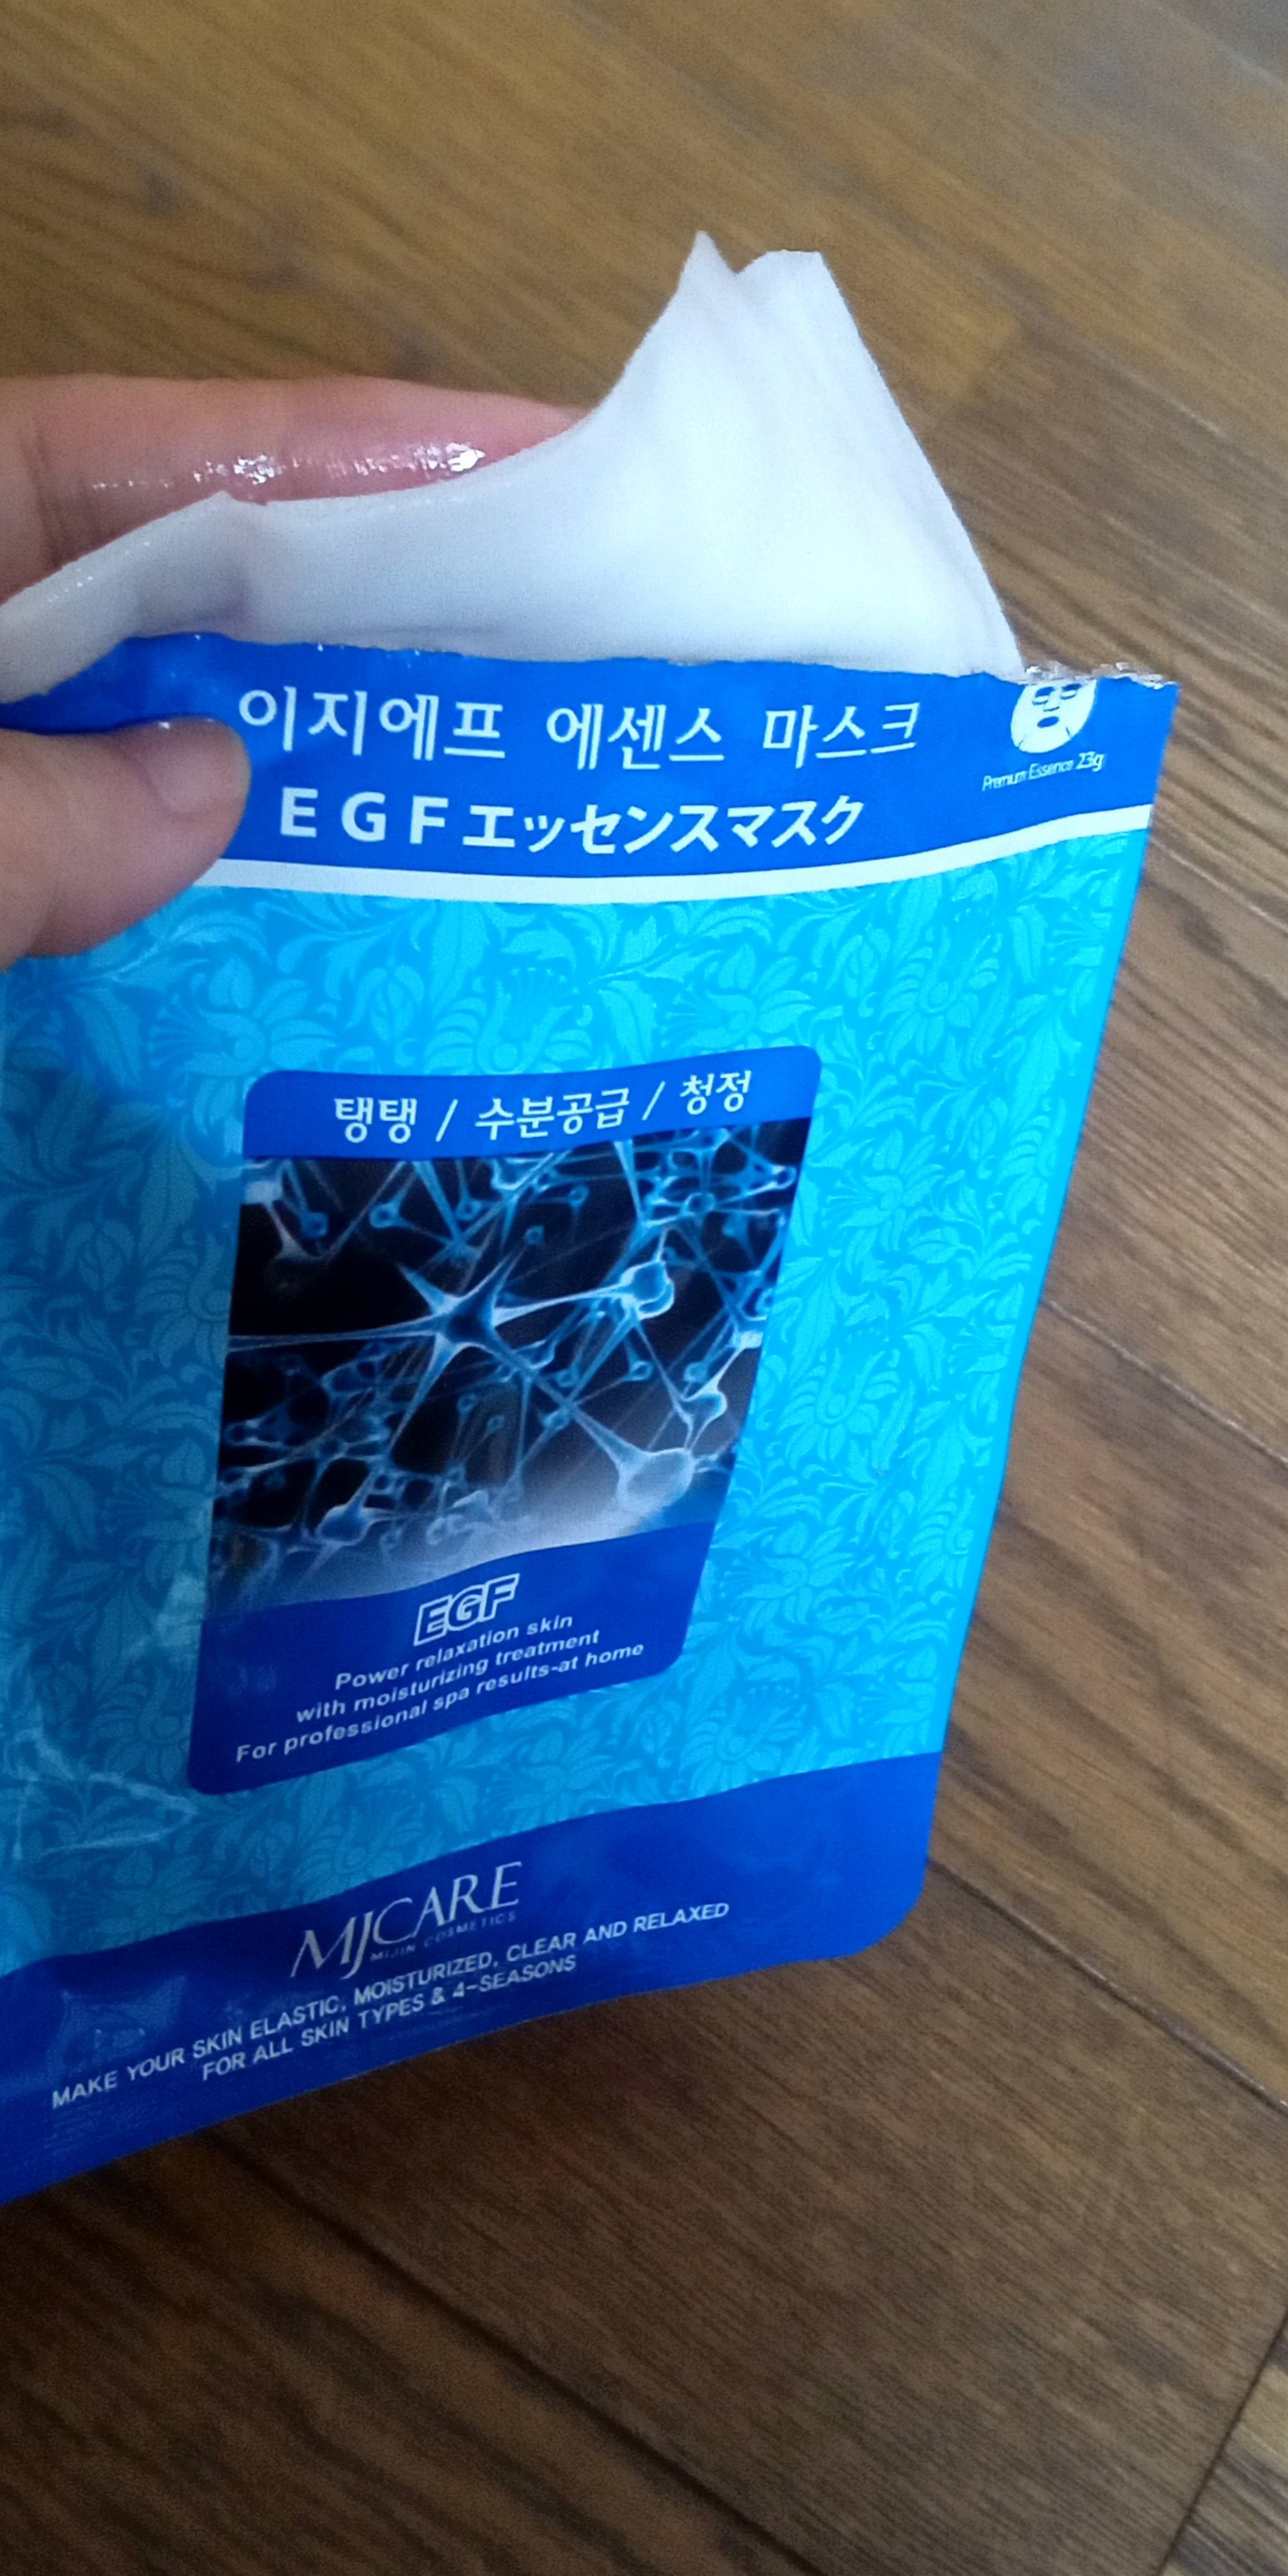 이지에프 에센스 마스크
EGFエッセンスマスク
Premium Essence 23g
탱탱 / 수분공급 / 청정
EGF
Power relaxation skin
with moisturizing treatment
For professional spa results-at home
MJCARE
MIJIN COSMETICS
MAKE YOUR SKIN ELASTIC, MOISTURIZED, CLEAR AND RELAXED
FOR ALL SKIN TYPES & 4-SEASONS